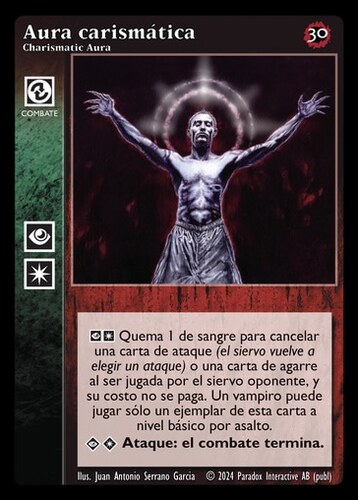 Aura carismática
Charismatic Aura
30
COMBATE
Quema 1 de sangre para cancelar
una carta de ataque (el siervo vuelve a
elegir un ataque) o una carta de agarre
al ser jugada por el siervo oponente, y
su costo no se paga. Un vampiro puede
jugar sólo un ejemplar de esta carta a
nivel básico por asalto.
Ataque: el combate termina.
Ilus. Juan Antonio Serrano García © 2024 Paradox Interactive AB (publ)